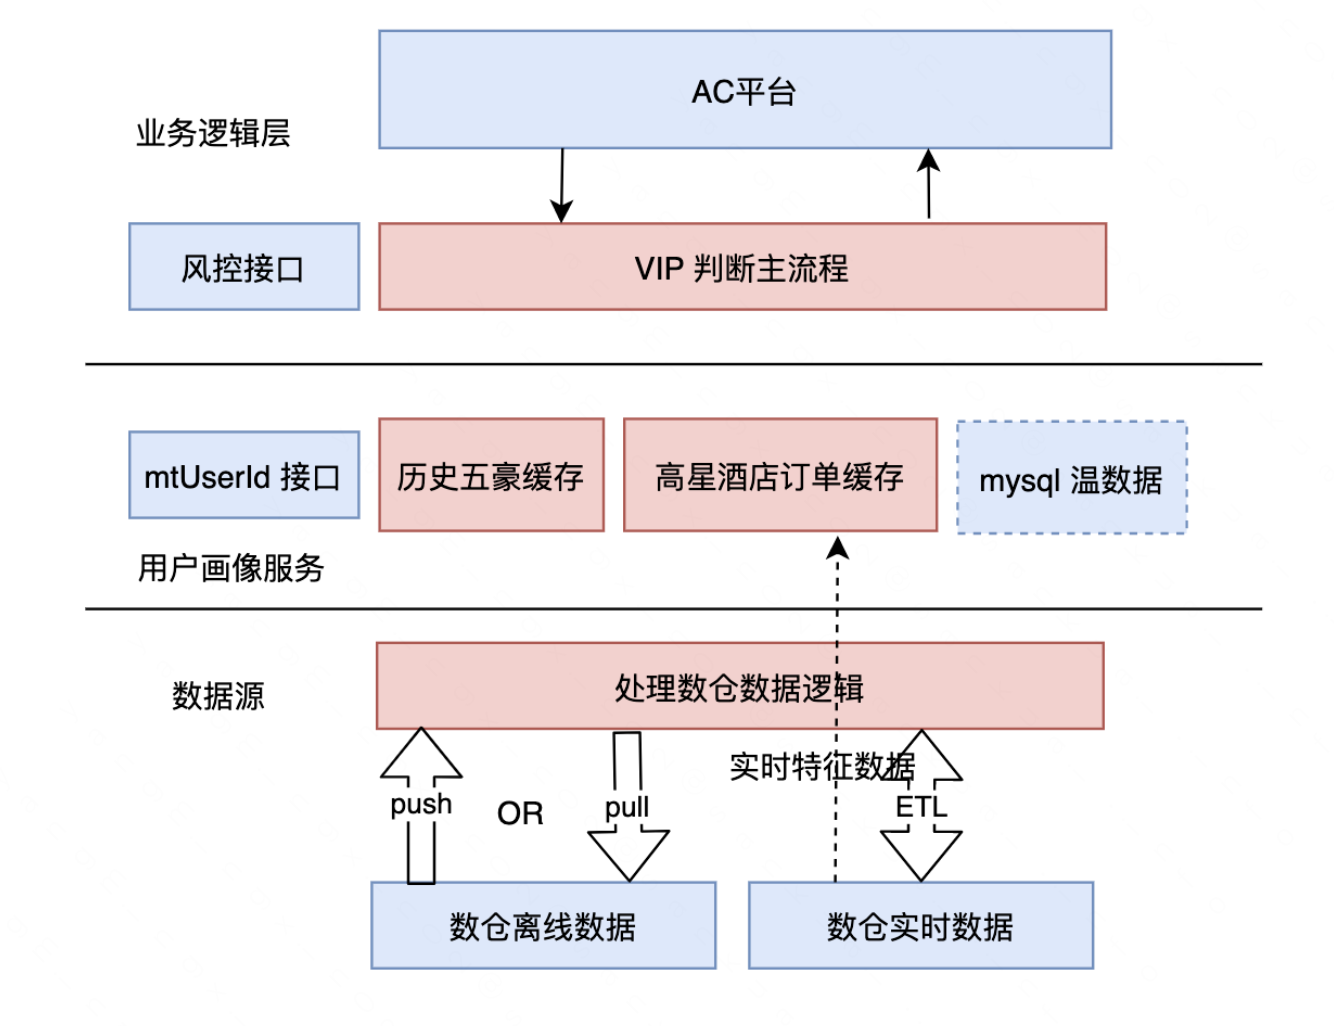 AC平台
业务逻辑层
风控接口
VIP 判断主流程
mtUserId 接口
历史五豪缓存
高星酒店订单缓存
mysql 温数据
用户画像服务
处理数仓数据逻辑
数据源
实时特征数据
push
OR
pull
ETL
数仓离线数据
数仓实时数据